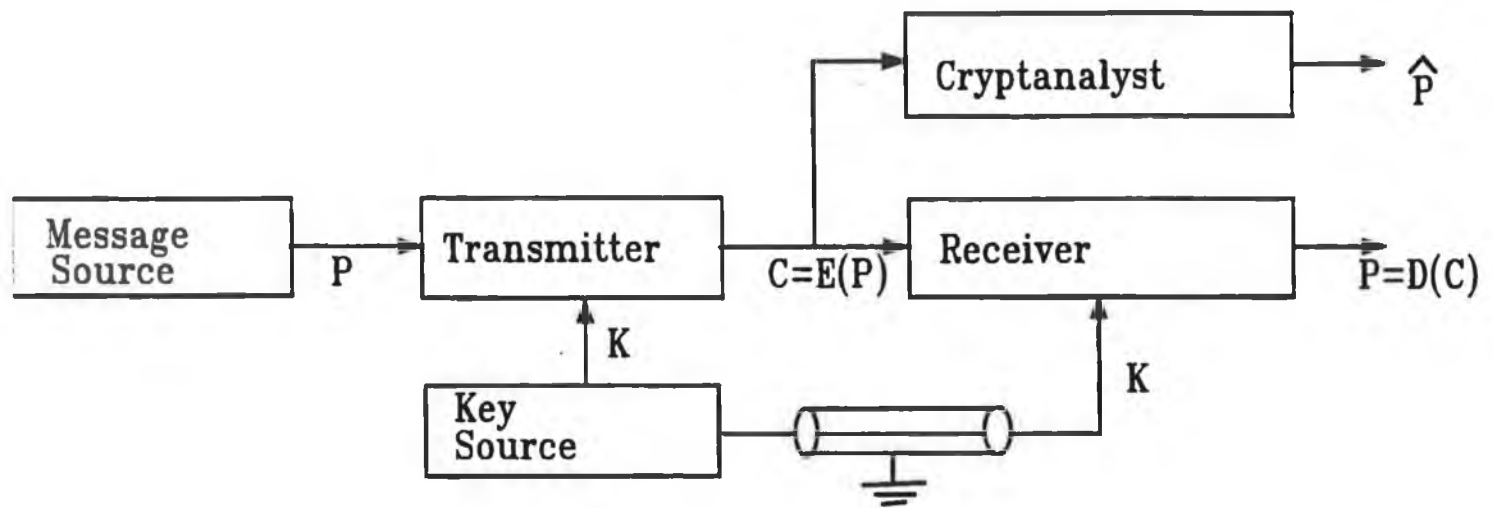 Cryptanalyst
P̂
Message
Source
P
Transmitter
C=E(P)
Receiver
P=D(C)
K
K
Key
Source